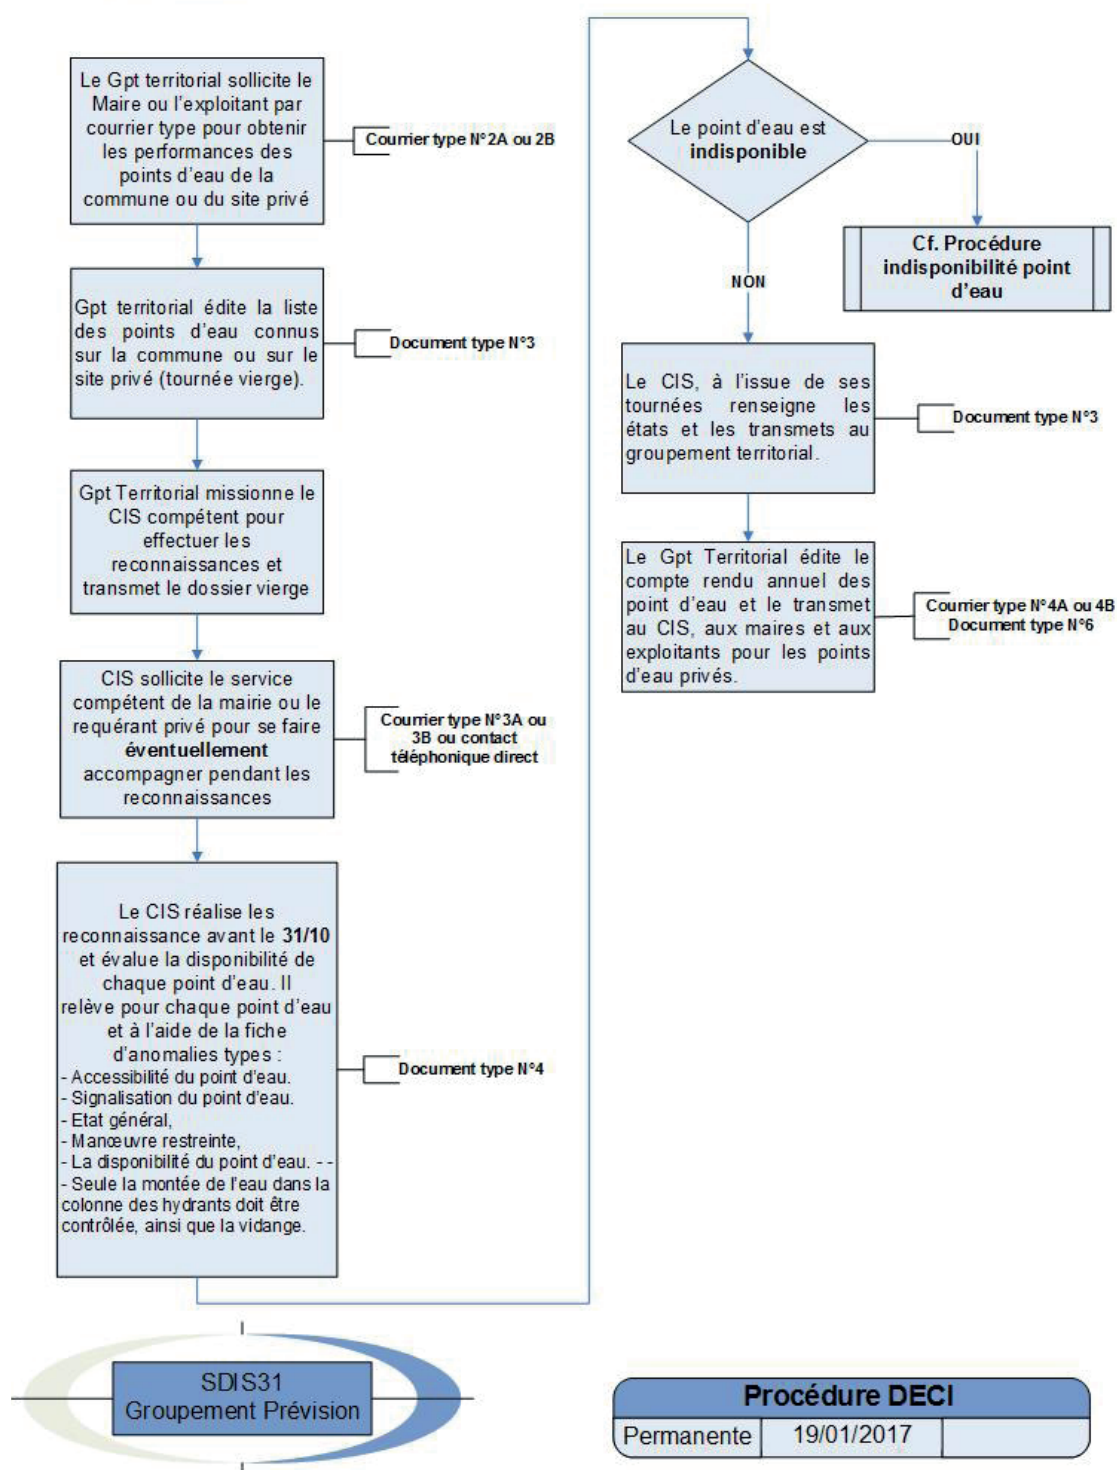 Le Gpt territorial sollicite le
Maire ou l'exploitant par
courrier type pour obtenir
les performances des
points d'eau de la
commune ou du site privé
Courrier type N°2A ou 2B
Gpt territorial édite la liste
des points d'eau connus
sur la commune ou sur le
site privé (tournée vierge).
Document type N°3
Gpt Territorial missionne le
CIS compétent pour
effectuer les
reconnaissances et
transmet le dossier vierge
CIS sollicite le service
compétent de la mairie ou le
requérant privé pour se faire
éventuellement
accompagner pendant les
reconnaissances
Courrier type N°3A ou
3B ou contact
téléphonique direct
Le CIS réalise les
reconnaissance avant le 31/10
et évalue la disponibilité de
chaque point d'eau. Il
relève pour chaque point d'eau
et à l'aide de la fiche
d'anomalies types :
- Accessibilité du point d'eau.
- Signalisation du point d'eau.
- Etat général,
- Manœuvre restreinte,
- La disponibilité du point d'eau. - -
- Seule la montée de l'eau dans la
colonne des hydrants doit être
contrôlée, ainsi que la vidange.
Document type N°4
Le point d'eau est
indisponible
OUI
Cf. Procédure
indisponibilité point
d'eau
NON
Le CIS, à l'issue de ses
tournées renseigne les
états et les transmets au
groupement territorial.
Document type N°3
Le Gpt Territorial édite le
compte rendu annuel des
point d'eau et le transmet
au CIS, aux maires et aux
exploitants pour les points
d'eau privés.
Courrier type N°4A ou 4B
Document type N°6
SDIS31
Groupement Prévision
Procédure DECI
Permanente 19/01/2017